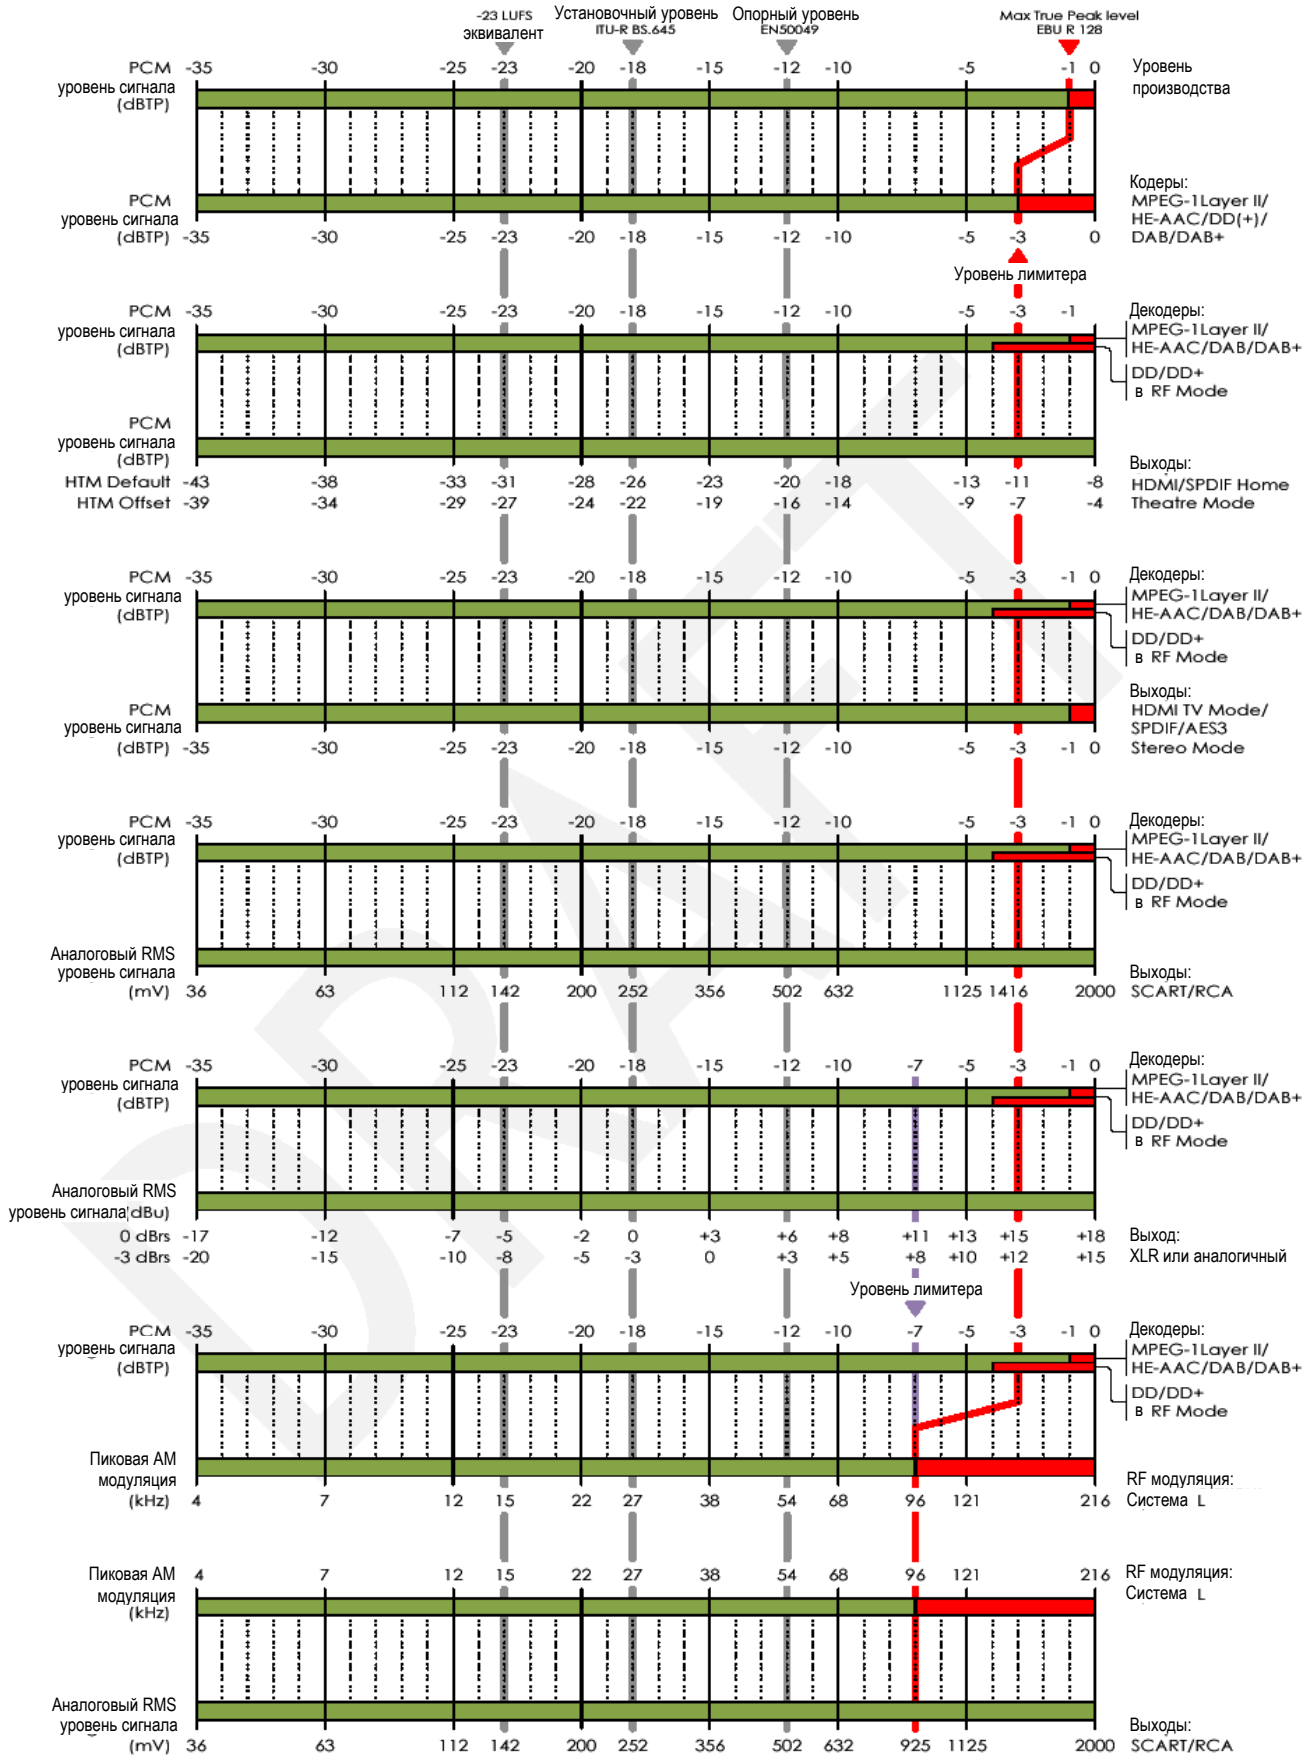 -23 LUFS
эквивалент
Установочный уровень
ITU-R BS.645
Опорный уровень
EN50049
Max True Peak level
EBU R 128
PCM -35 -30 -25 -23 -20 -18 -15 -12 -10 -5 -1 0
уровень сигнала
(dBTP)
Уровень
производства
PCM
уровень сигнала
(dBTP) -35 -30 -25 -23 -20 -18 -15 -12 -10 -5 -3 0
Кодеры:
MPEG-1Layer II/
HE-AAC/DD(+)/
DAB/DAB+
Уровень лимитера
PCM -35 -30 -25 -23 -20 -18 -15 -12 -10 -5 -3 -1
уровень сигнала
(dBTP)
Декодеры:
MPEG-1Layer II/
HE-AAC/DAB/DAB+
DD/DD+
в RF Mode
PCM
уровень сигнала
(dBTP)
HTM Default -43 -38 -33 -31 -28 -26 -23 -20 -18 -13 -11 -8
HTM Offset -39 -34 -29 -27 -24 -22 -19 -16 -14 -9 -7 -4
Выходы:
HDMI/SPDIF Home
Theatre Mode
PCM -35 -30 -25 -23 -20 -18 -15 -12 -10 -5 -3 -1 0
уровень сигнала
(dBTP)
Декодеры:
MPEG-1Layer II/
HE-AAC/DAB/DAB+
DD/DD+
в RF Mode
PCM
уровень сигнала
(dBTP) -35 -30 -25 -23 -20 -18 -15 -12 -10 -5 -3 -1 0
Выходы:
HDMI TV Mode/
SPDIF/AES3
Stereo Mode
PCM -35 -30 -25 -23 -20 -18 -15 -12 -10 -5 -3 -1 0
уровень сигнала
(dBTP)
Декодеры:
MPEG-1Layer II/
HE-AAC/DAB/DAB+
DD/DD+
в RF Mode
Аналоговый RMS
уровень сигнала
(mV) 36 63 112 142 200 252 356 502 632 1125 1416 2000
Выходы:
SCART/RCA
PCM -35 -30 -25 -23 -20 -18 -15 -12 -10 -7 -5 -3 -1 0
уровень сигнала
(dBTP)
Декодеры:
MPEG-1Layer II/
HE-AAC/DAB/DAB+
DD/DD+
в RF Mode
Аналоговый RMS
уровень сигнала(dBu)
0 dBrs -17 -12 -7 -5 -2 0 +3 +6 +8 +11 +13 +15 +18
-3 dBrs -20 -15 -10 -8 -5 -3 0 +3 +5 +8 +10 +12 +15
Выход:
XLR или аналогичный
Уровень лимитера
PCM -35 -30 -25 -23 -20 -18 -15 -12 -10 -7 -5 -3 -1 0
уровень сигнала
(dBTP)
Декодеры:
MPEG-1Layer II/
HE-AAC/DAB/DAB+
DD/DD+
в RF Mode
Пиковая АМ
модуляция
(kHz) 4 7 12 15 22 27 38 54 68 96 121 216
RF модуляция:
Система L
Пиковая АМ 4 7 12 15 22 27 38 54 68 96 121 216
модуляция
(kHz)
RF модуляция:
Система L
Аналоговый RMS
уровень сигнала
(mV) 36 63 112 142 200 252 356 502 632 925 1125 2000
Выходы:
SCART/RCA
DRAFT